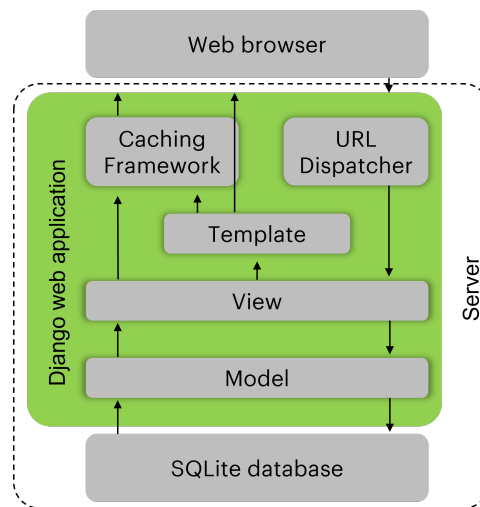 Web browser
Caching
Framework
URL
Dispatcher
Template
View
Model
SQLite database
Django web application
Server